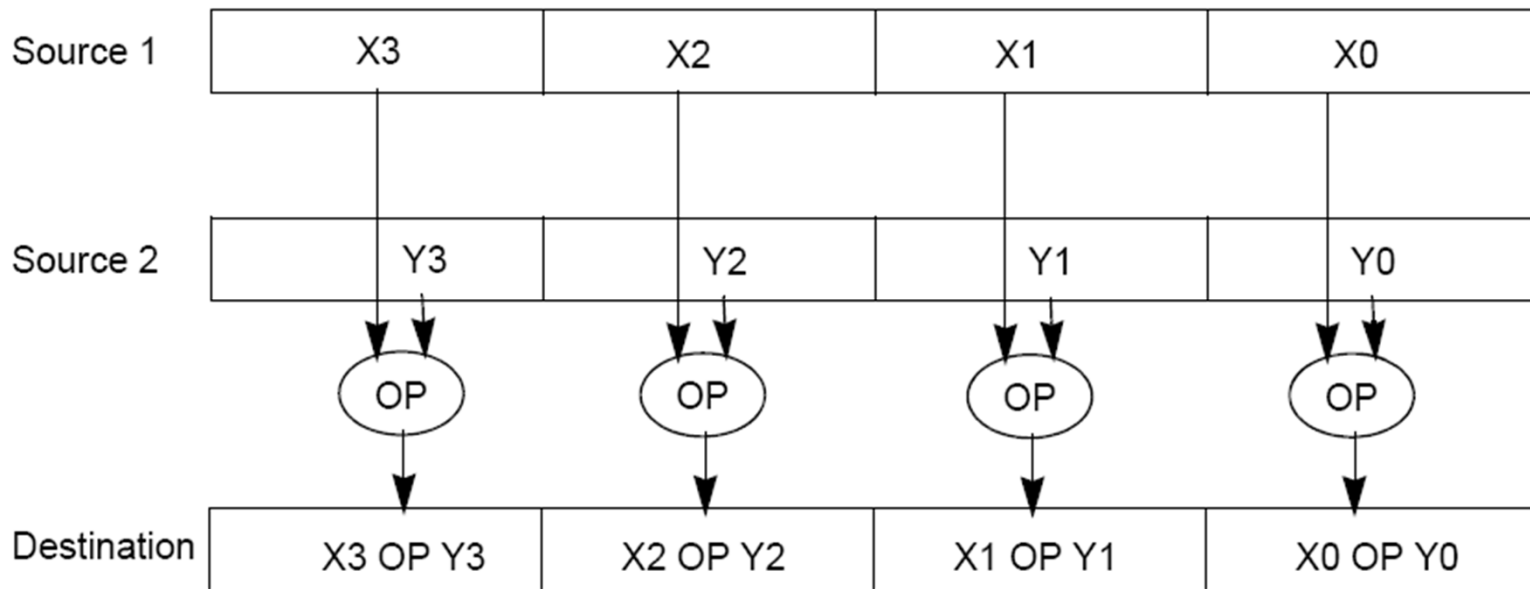 Source 1 X3 X2 X1 X0
Source 2 Y3 Y2 Y1 Y0
OP OP OP OP
Destination X3 OP Y3 X2 OP Y2 X1 OP Y1 X0 OP Y0